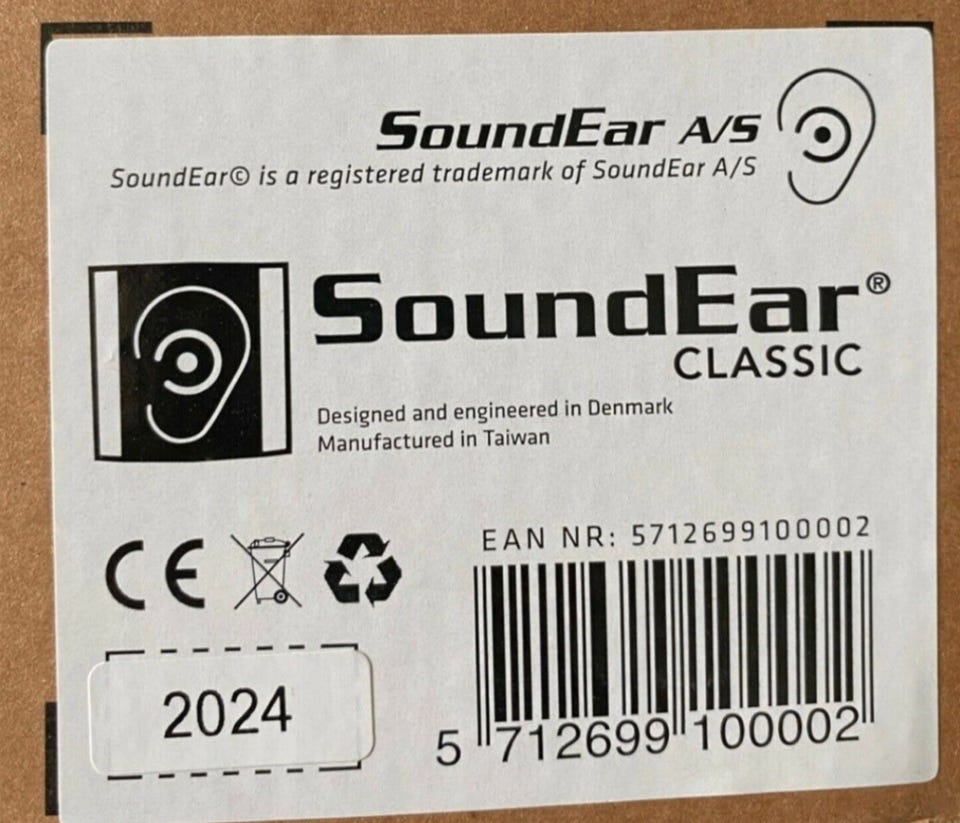 SoundEar A/S
SoundEar© is a registered trademark of SoundEar A/S
SoundEar®
CLASSIC
Designed and engineered in Denmark
Manufactured in Taiwan
CE
EAN NR: 5712699100002
2024
5 712699 100002